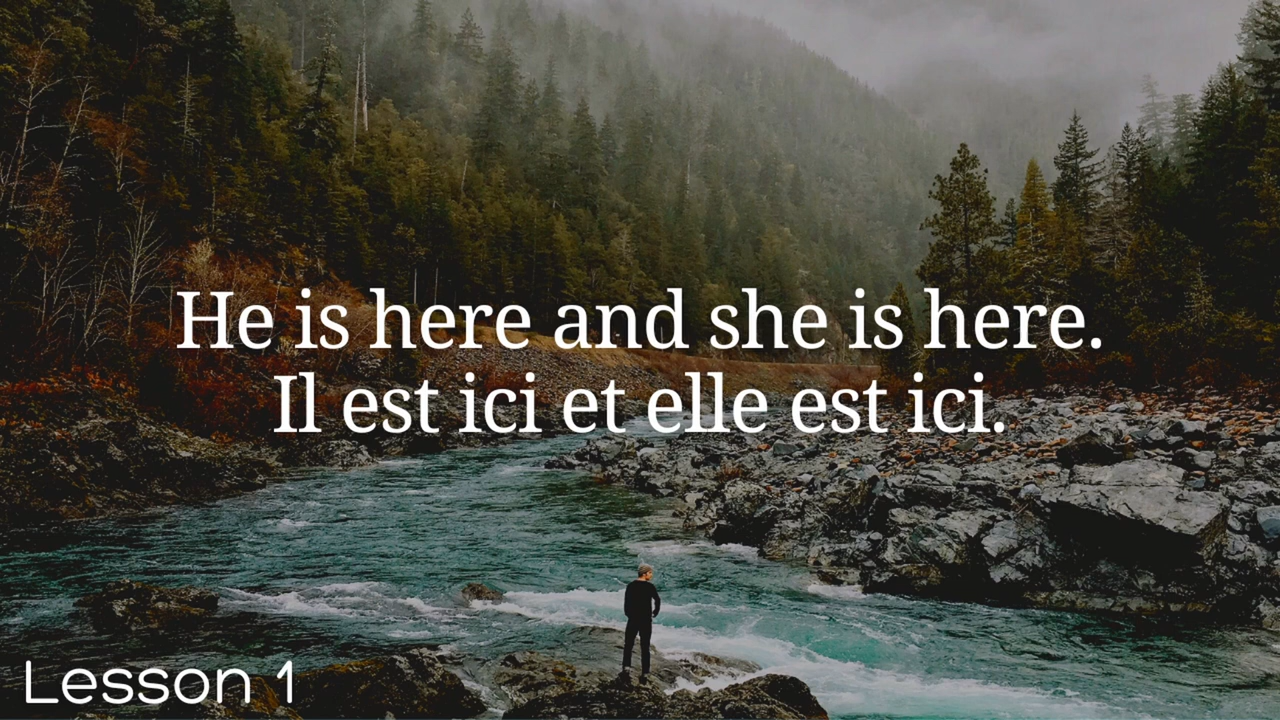 He is here and she is here.
Il est ici et elle est ici.
Lesson 1